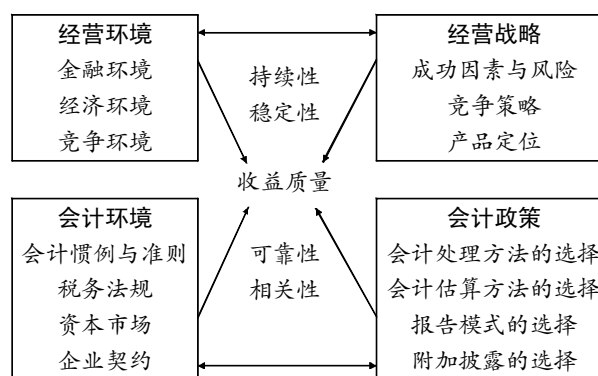 经营环境
金融环境
经济环境
竞争环境
持续性
稳定性
经营战略
成功因素与风险
竞争策略
产品定位
收益质量
会计环境
会计惯例与准则
税务法规
资本市场
企业契约
可靠性
相关性
会计政策
会计处理方法的选择
会计估算方法的选择
报告模式的选择
附加披露的选择